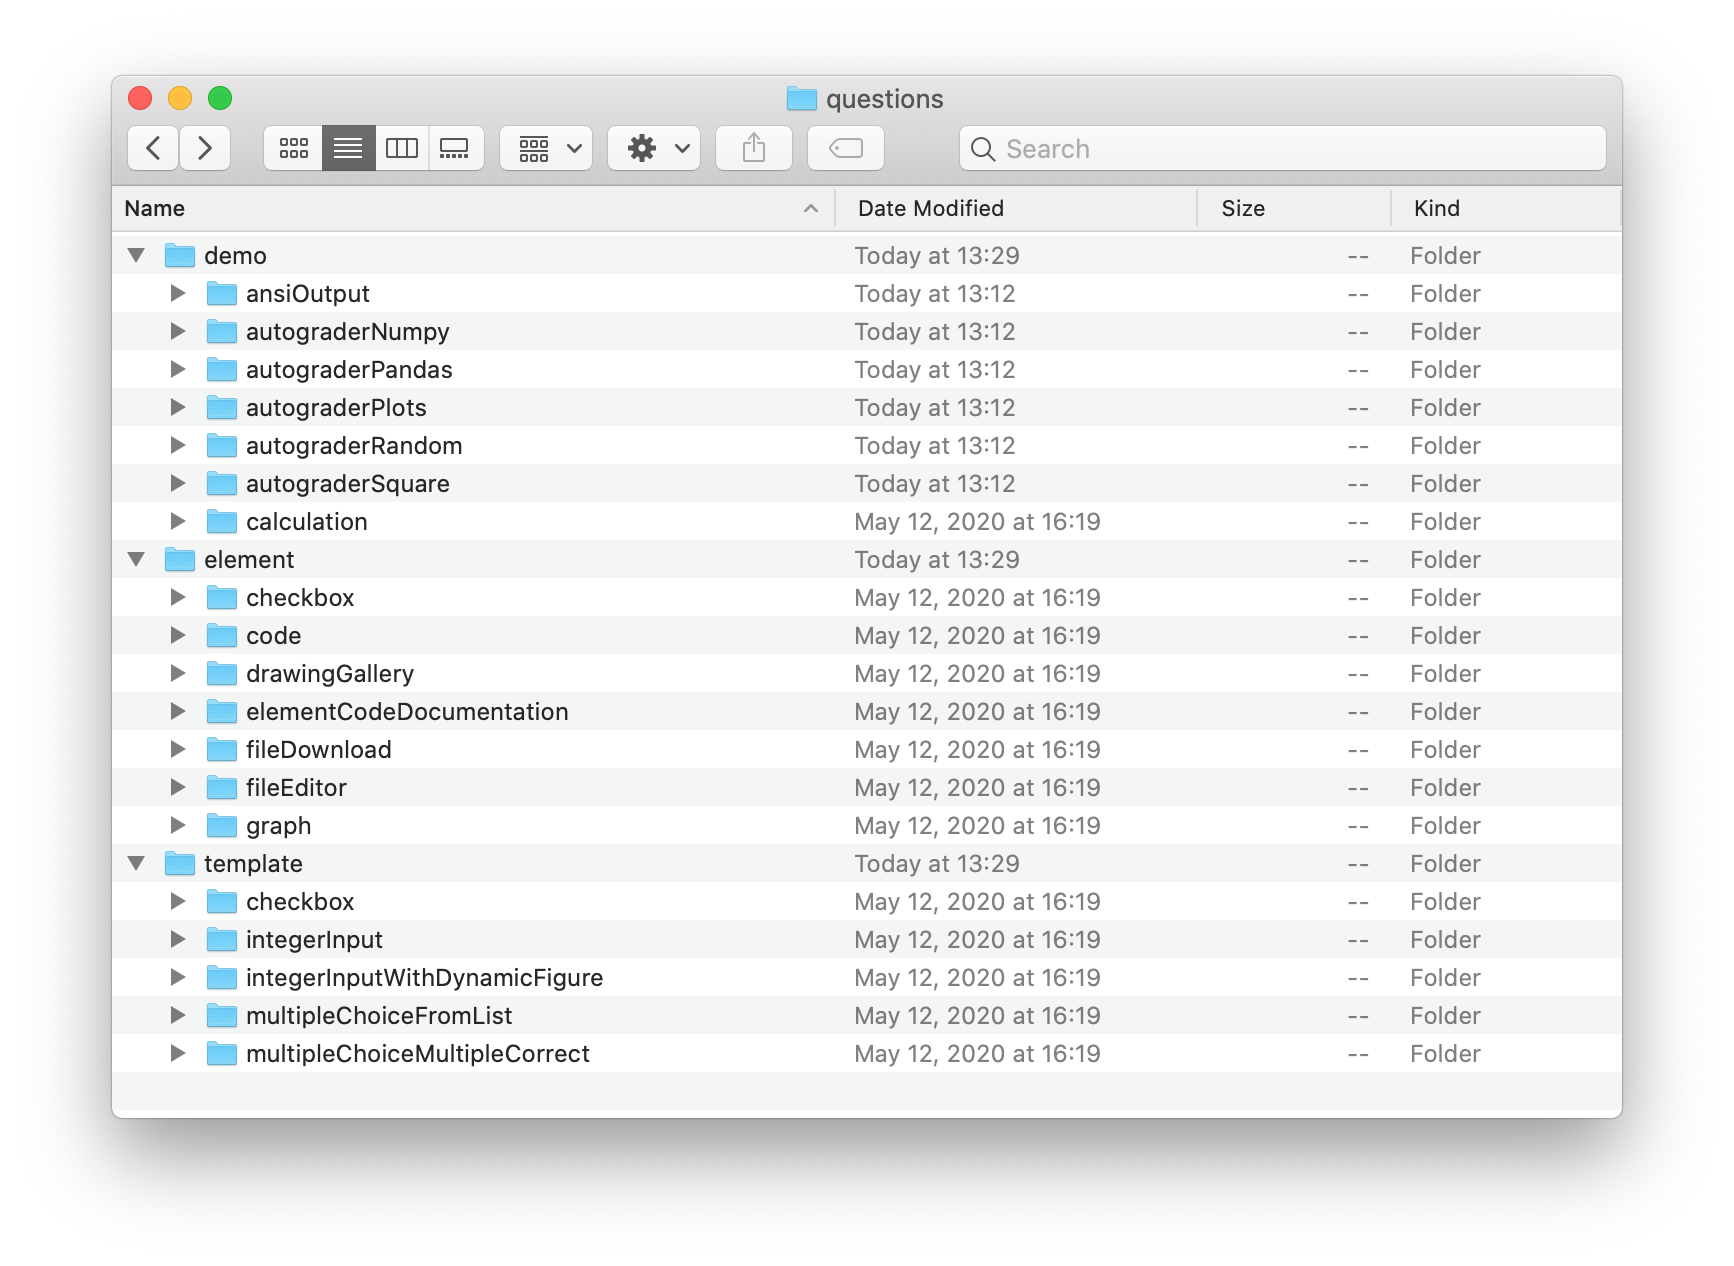 questions
Search
Name Date Modified Size Kind
demo Today at 13:29 -- Folder
ansiOutput Today at 13:12 -- Folder
autograderNumpy Today at 13:12 -- Folder
autograderPandas Today at 13:12 -- Folder
autograderPlots Today at 13:12 -- Folder
autograderRandom Today at 13:12 -- Folder
autograderSquare Today at 13:12 -- Folder
calculation May 12, 2020 at 16:19 -- Folder
element Today at 13:29 -- Folder
checkbox May 12, 2020 at 16:19 -- Folder
code May 12, 2020 at 16:19 -- Folder
drawingGallery May 12, 2020 at 16:19 -- Folder
elementCodeDocumentation May 12, 2020 at 16:19 -- Folder
fileDownload May 12, 2020 at 16:19 -- Folder
fileEditor May 12, 2020 at 16:19 -- Folder
graph May 12, 2020 at 16:19 -- Folder
template Today at 13:29 -- Folder
checkbox May 12, 2020 at 16:19 -- Folder
integerInput May 12, 2020 at 16:19 -- Folder
integerInputWithDynamicFigure May 12, 2020 at 16:19 -- Folder
multipleChoiceFromList May 12, 2020 at 16:19 -- Folder
multipleChoiceMultipleCorrect May 12, 2020 at 16:19 -- Folder